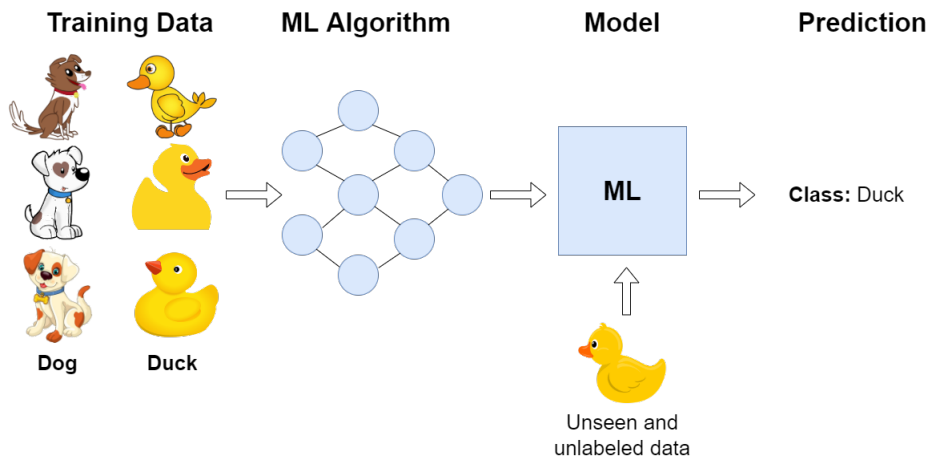 Training Data
ML Algorithm
Model
Prediction
ML
Class: Duck
Dog
Duck
Unseen and
unlabeled data